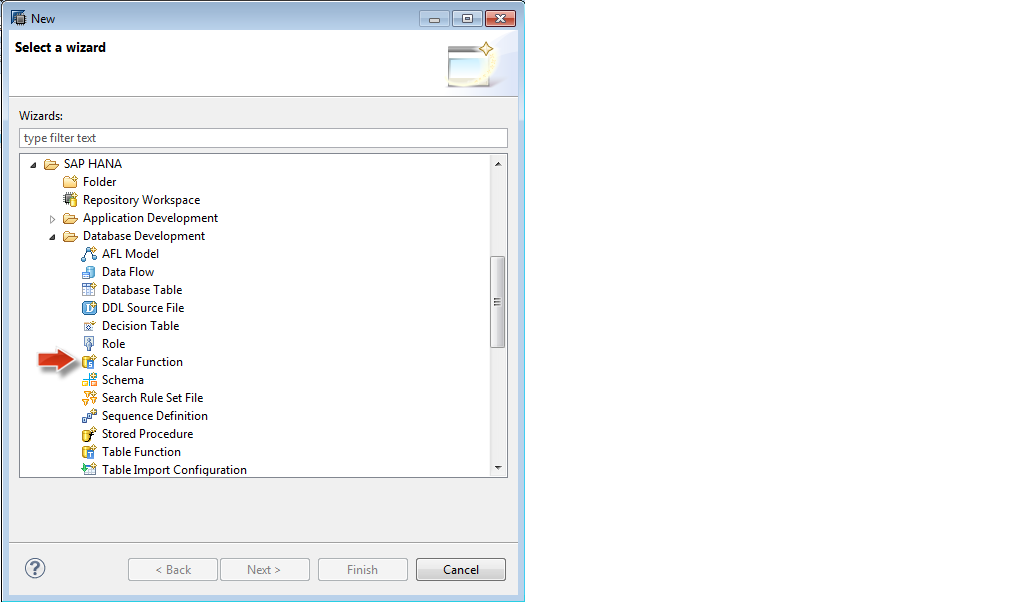 New
Select a wizard
Wizards:
type filter text
SAP HANA
Folder
Repository Workspace
Application Development
Database Development
AFL Model
Data Flow
Database Table
DDL Source File
Decision Table
Role
Scalar Function
Schema
Search Rule Set File
Sequence Definition
Stored Procedure
Table Function
Table Import Configuration
? < Back Next > Finish Cancel